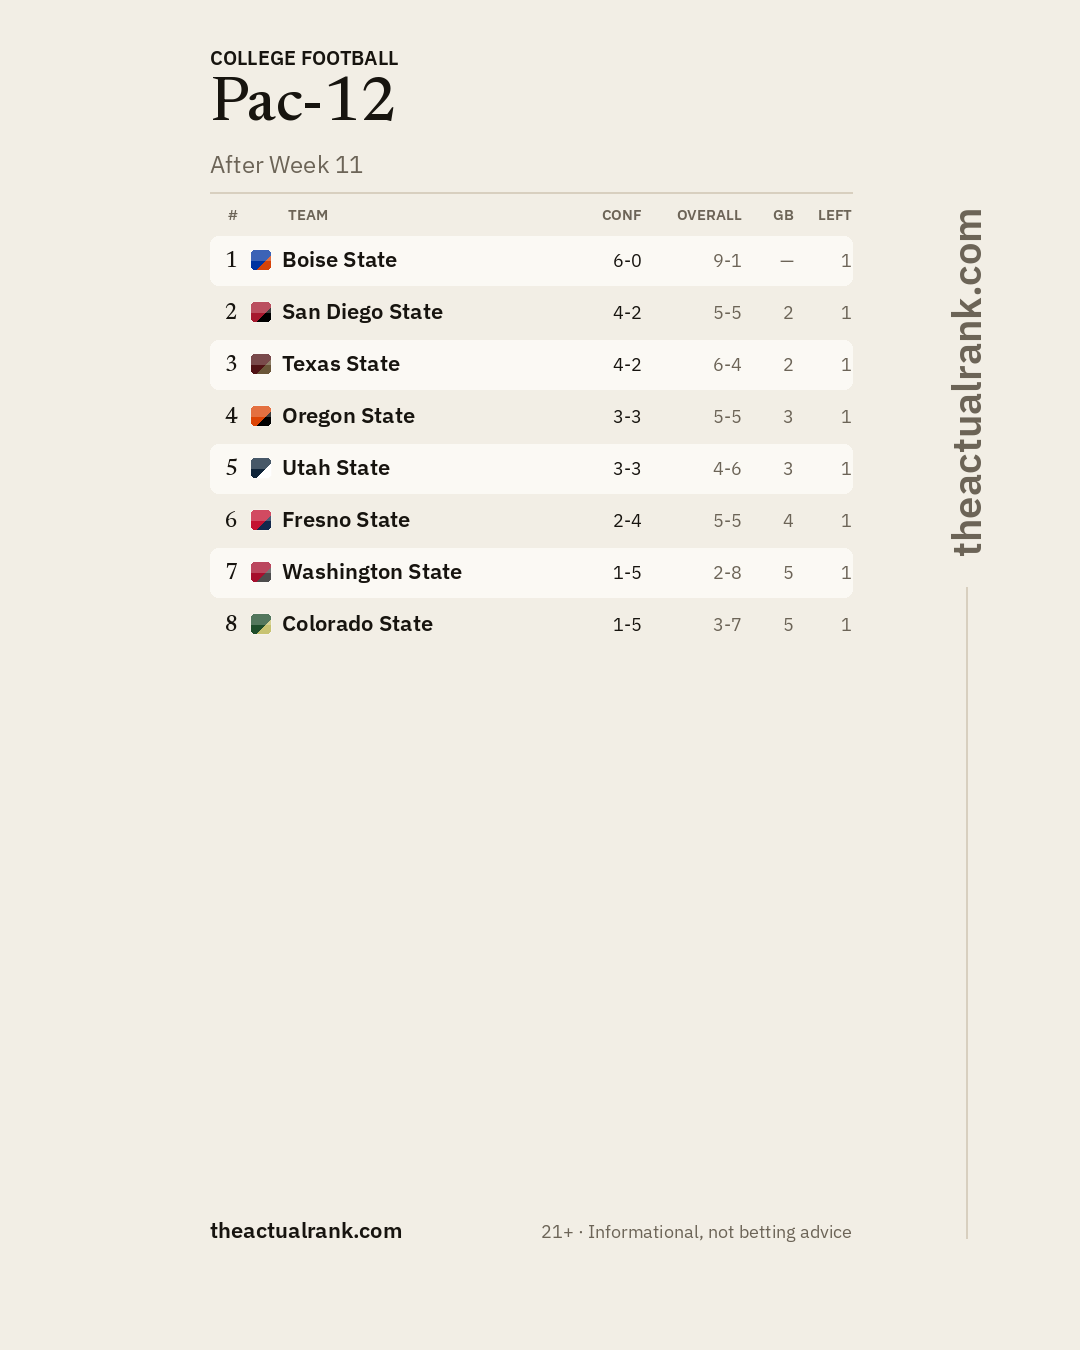 COLLEGE FOOTBALL
Pac-12
After Week 11
# TEAM CONF OVERALL GB LEFT
1 Boise State 6-0 9-1 — 1
2 San Diego State 4-2 5-5 2 1
3 Texas State 4-2 6-4 2 1
4 Oregon State 3-3 5-5 3 1
5 Utah State 3-3 4-6 3 1
6 Fresno State 2-4 5-5 4 1
7 Washington State 1-5 2-8 5 1
8 Colorado State 1-5 3-7 5 1
theactualrank.com
theactualrank.com 21+ · Informational, not betting advice